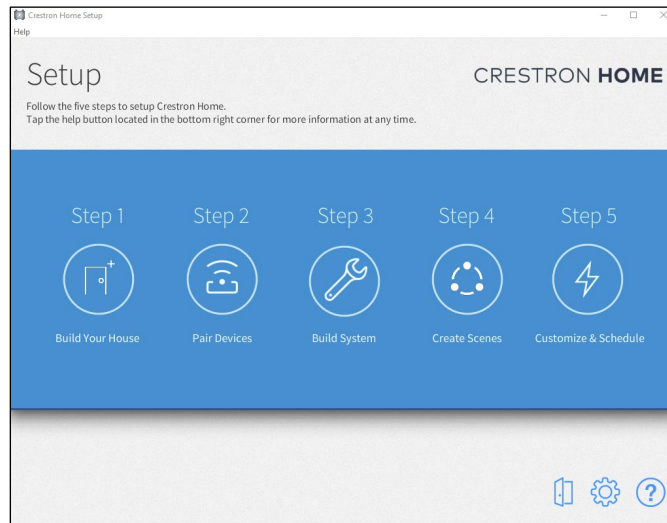 Crestron Home Setup
Help
Setup
CRESTRON HOME
Follow the five steps to setup Crestron Home.
Tap the help button located in the bottom right corner for more information at any time.
Step 1
Step 2
Step 3
Step 4
Step 5
Build Your House
Pair Devices
Build System
Create Scenes
Customize & Schedule
?